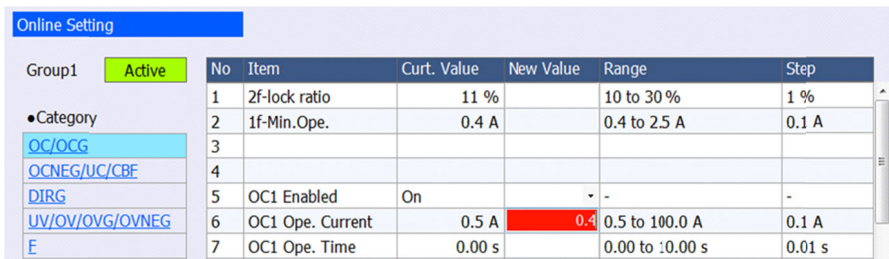 Online Setting
Group1 Active
●Category
OC/OCG
OCNEG/UC/CBF
DIRG
UV/OV/OVG/OVNEG
F
No Item Curt. Value New Value Range Step
1 2f-lock ratio 11 % 10 to 30 % 1 %
2 1f-Min.Ope. 0.4 A 0.4 to 2.5 A 0.1 A
3
4
5 OC1 Enabled On - -
6 OC1 Ope. Current 0.5 A 0.4 0.5 to 100.0 A 0.1 A
7 OC1 Ope. Time 0.00 s 0.00 to 10.00 s 0.01 s